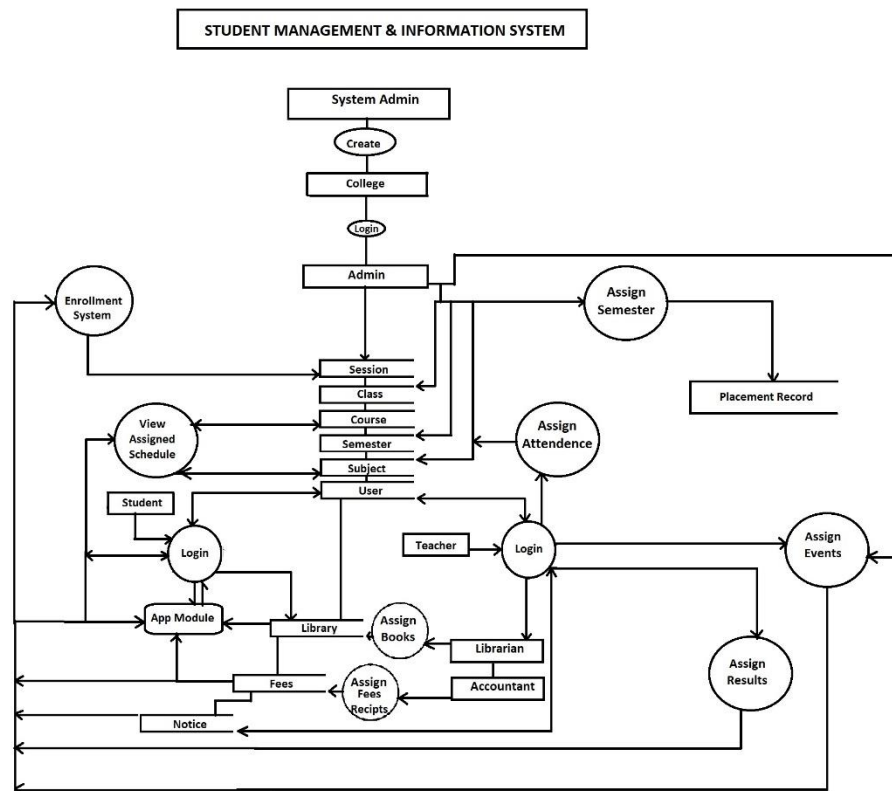 STUDENT MANAGEMENT & INFORMATION SYSTEM
System Admin
Create
College
Login
Admin
Enrollment
System
Assign
Semester
Session
Class
Course
Semester
Subject
User
Placement Record
View
Assigned
Schedule
Assign
Attendence
Student
Login
Teacher
Login
Assign
Events
App Module
Library
Assign
Books
Librarian
Fees
Assign
Fees
Recipts
Accountant
Assign
Results
Notice